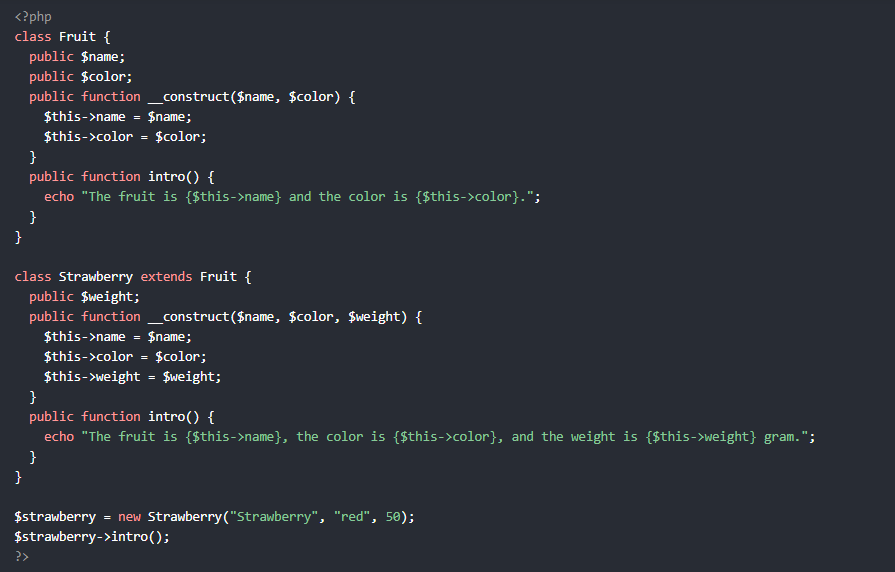 <?php
class Fruit {
  public $name;
  public $color;
  public function __construct($name, $color) {
    $this->name = $name;
    $this->color = $color;
  }
  public function intro() {
    echo "The fruit is {$this->name} and the color is {$this->color}.";
  }
}

class Strawberry extends Fruit {
  public $weight;
  public function __construct($name, $color, $weight) {
    $this->name = $name;
    $this->color = $color;
    $this->weight = $weight;
  }
  public function intro() {
    echo "The fruit is {$this->name}, the color is {$this->color}, and the weight is {$this->weight} gram.";
  }
}

$strawberry = new Strawberry("Strawberry", "red", 50);
$strawberry->intro();
?>